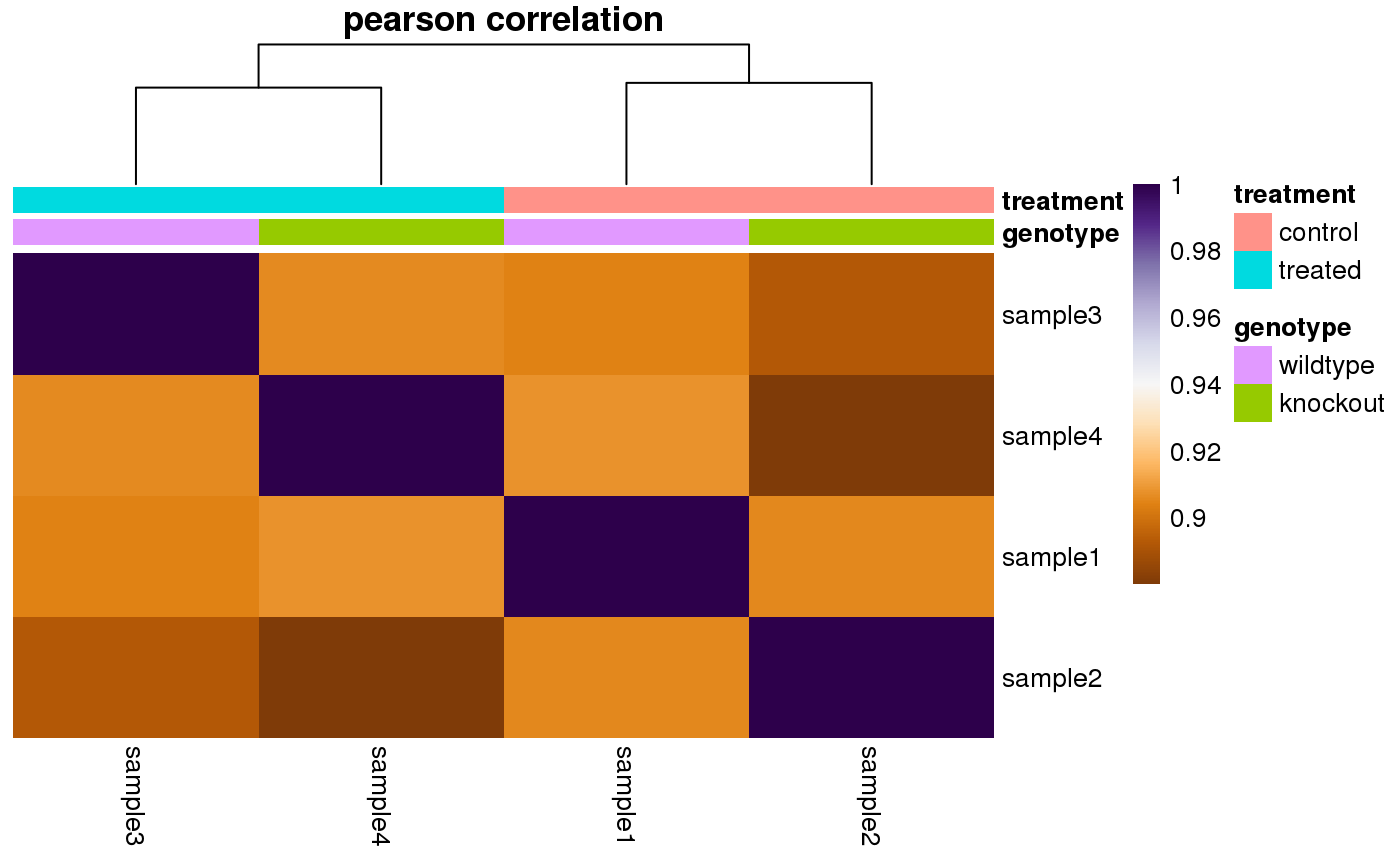 pearson correlation
treatment
genotype
sample3
sample4
sample1
sample2
sample3
sample4
sample1
sample2
1
0.98
0.96
0.94
0.92
0.9
treatment
control
treated
genotype
wildtype
knockout